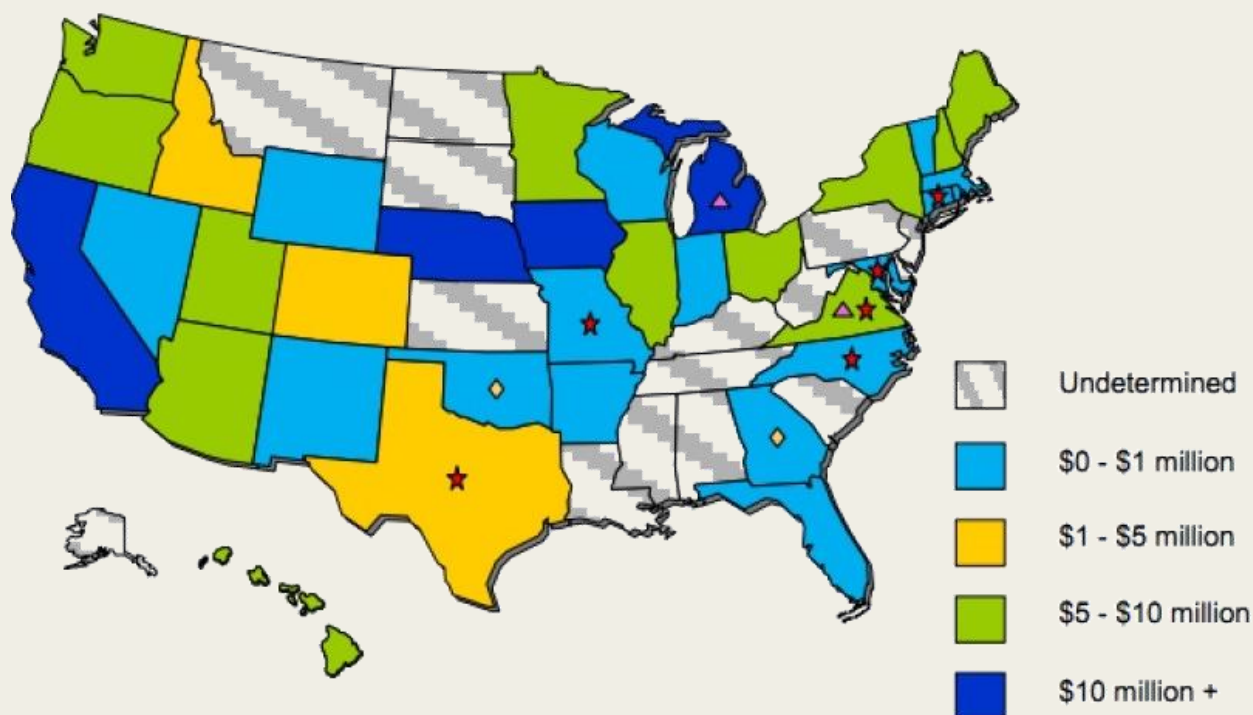 Undetermined
$0 - $1 million
$1 - $5 million
$5 - $10 million
$10 million +